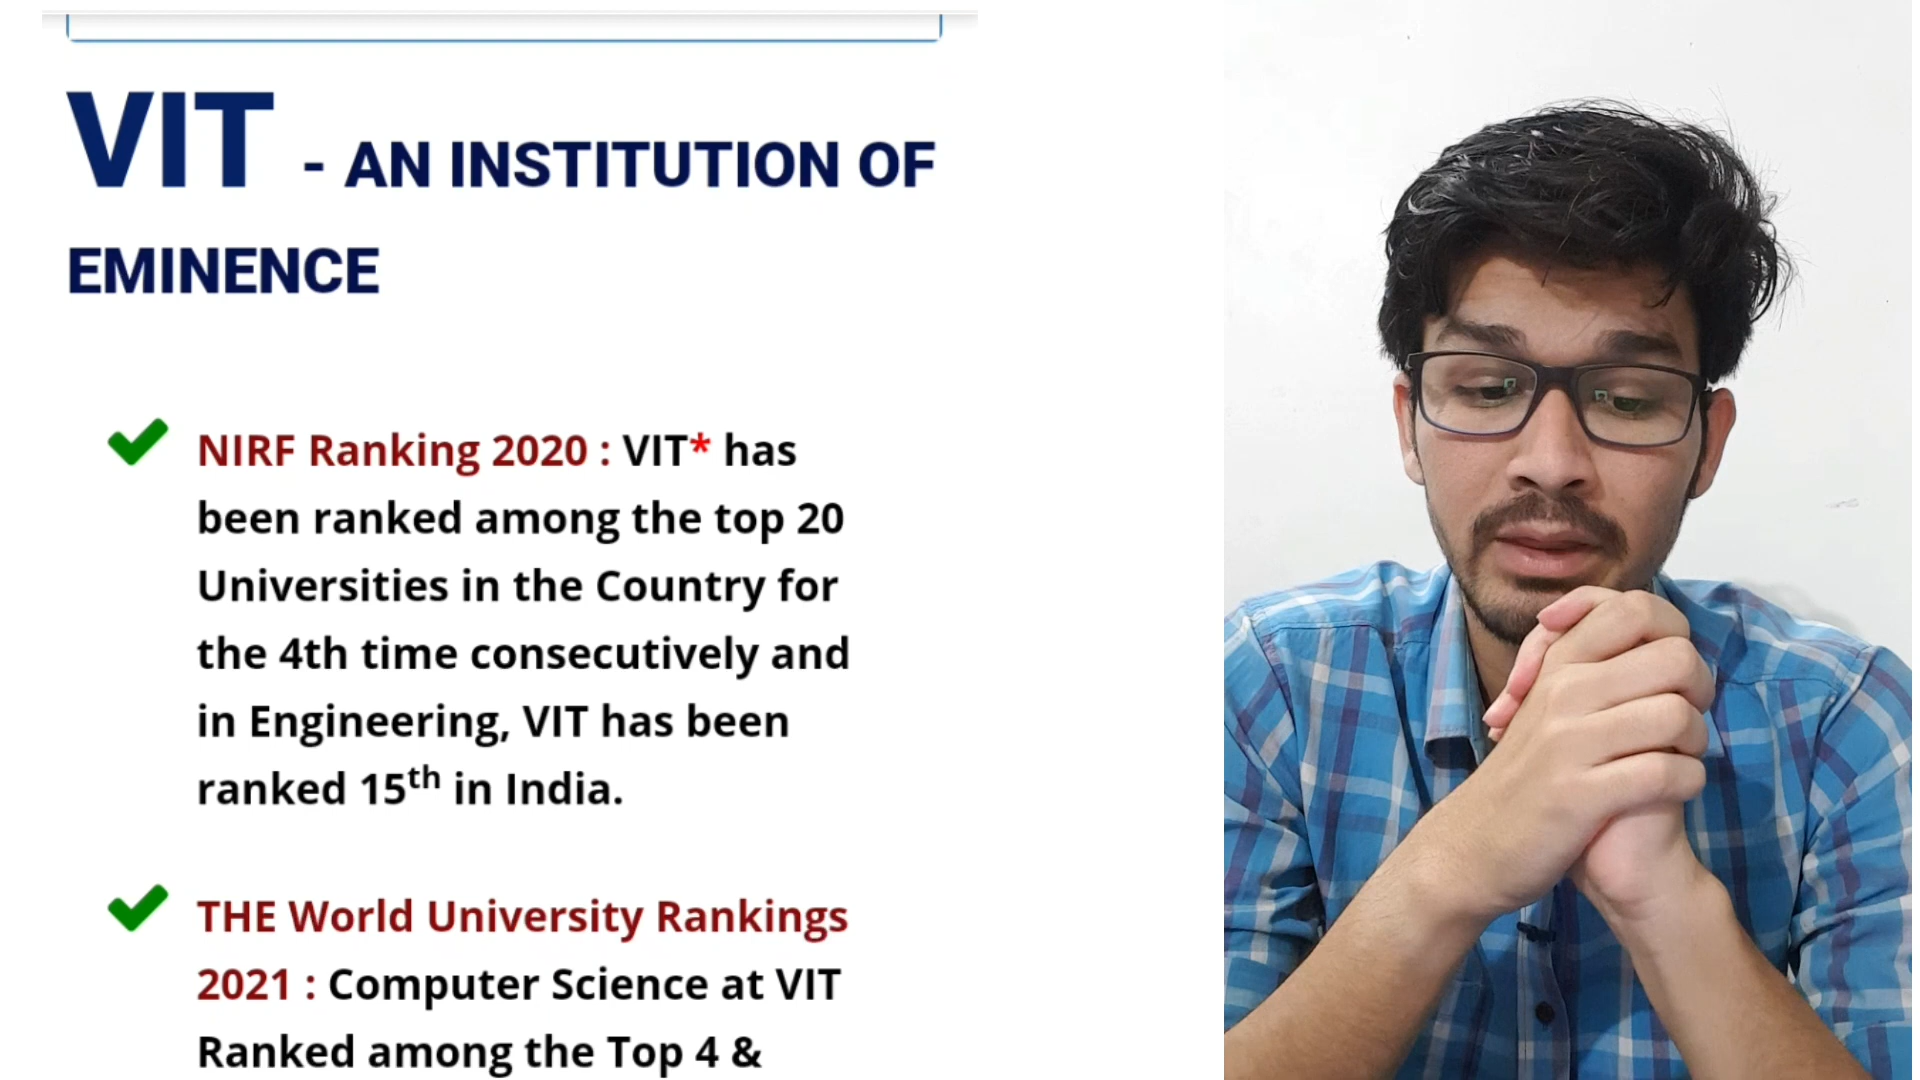 VIT - AN INSTITUTION OF
EMINENCE
NIRF Ranking 2020 : VIT* has
been ranked among the top 20
Universities in the Country for
the 4th time consecutively and
in Engineering, VIT has been
ranked 15th in India.
THE World University Rankings
2021 : Computer Science at VIT
Ranked among the Top 4 &